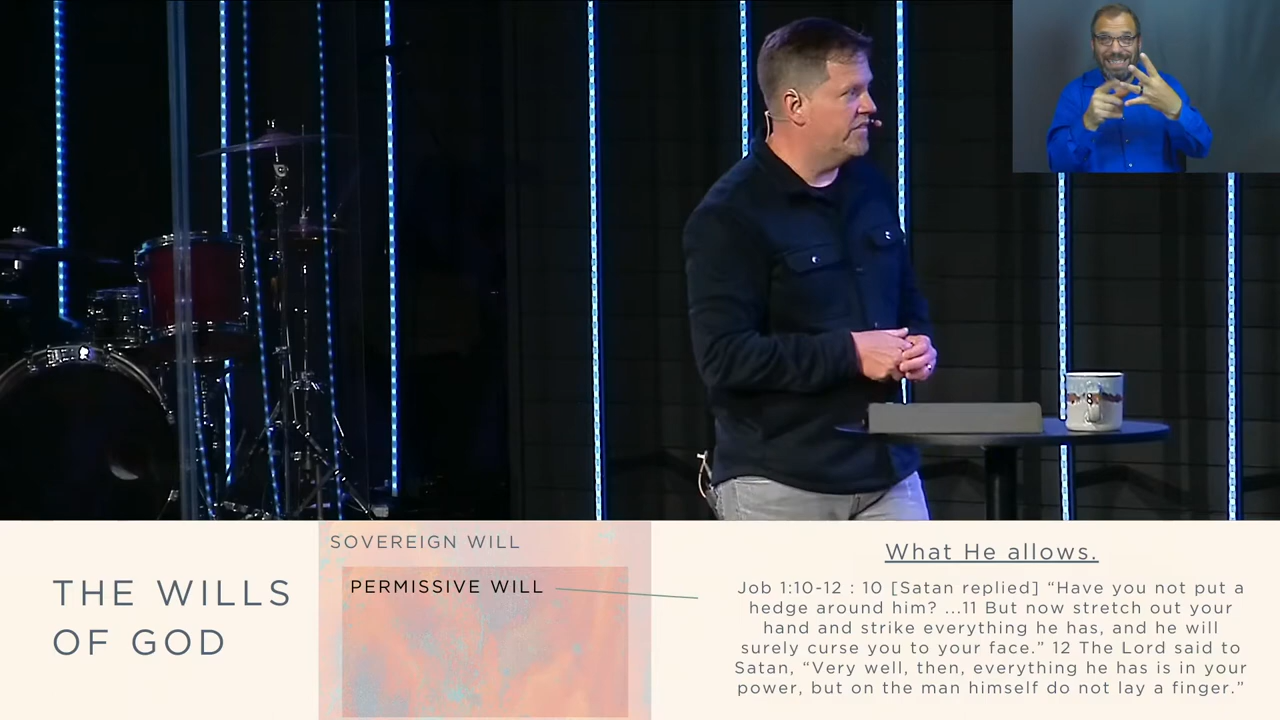 THE WILLS
OF GOD
SOVEREIGN WILL
PERMISSIVE WILL
What He allows.
Job 1:10-12 : 10 [Satan replied] “Have you not put a
hedge around him? ...11 But now stretch out your
hand and strike everything he has, and he will
surely curse you to your face.” 12 The Lord said to
Satan, “Very well, then, everything he has is in your
power, but on the man himself do not lay a finger.”